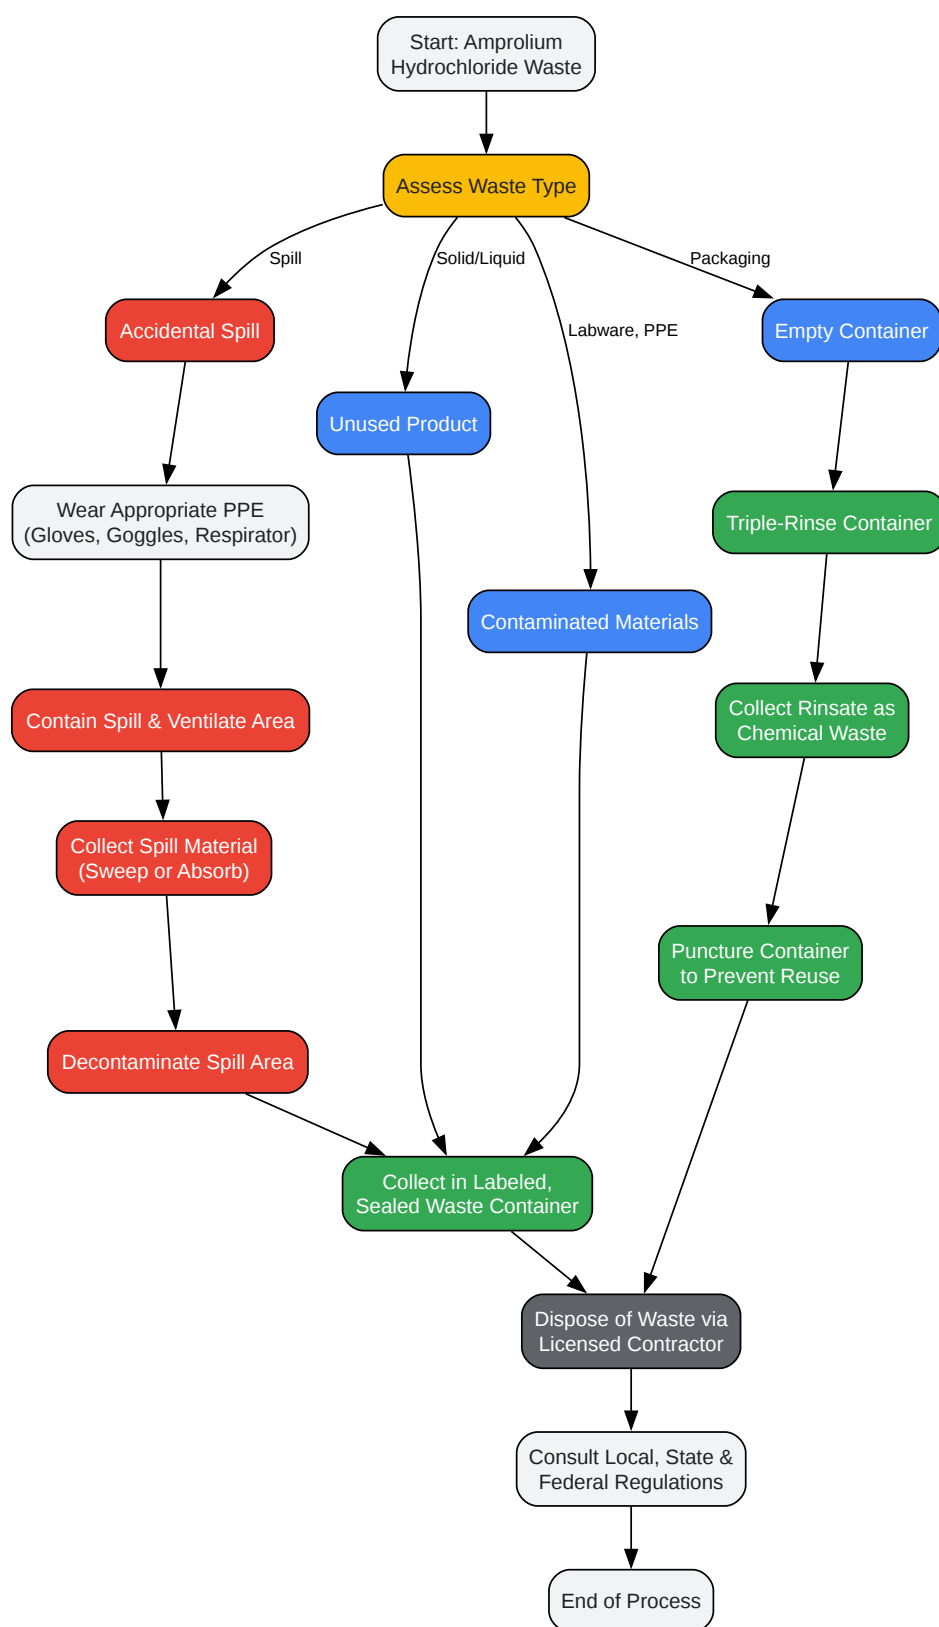 Start: Amprolium
Hydrochloride Waste
Assess Waste Type
Spill
Solid/Liquid
Packaging
Labware, PPE
Accidental Spill
Empty Container
Unused Product
Wear Appropriate PPE
(Gloves, Goggles, Respirator)
Triple-Rinse Container
Contaminated Materials
Contain Spill & Ventilate Area
Collect Rinsate as
Chemical Waste
Collect Spill Material
(Sweep or Absorb)
Puncture Container
to Prevent Reuse
Decontaminate Spill Area
Collect in Labeled,
Sealed Waste Container
Dispose of Waste via
Licensed Contractor
Consult Local, State &
Federal Regulations
End of Process